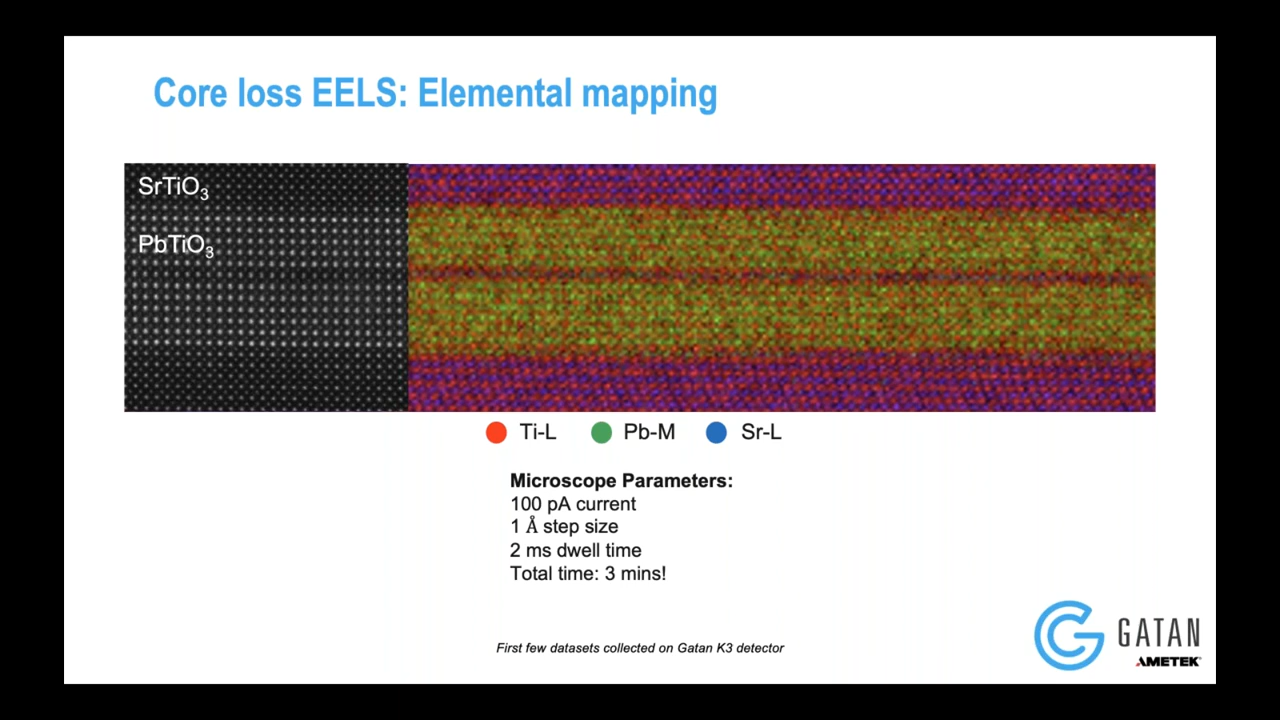 Core loss EELS: Elemental mapping
SrTiO₃
PbTiO₃
Ti-L Pb-M Sr-L
Microscope Parameters:
100 pA current
1 Å step size
2 ms dwell time
Total time: 3 mins!
First few datasets collected on Gatan K3 detector
GATAN
AMETEK®